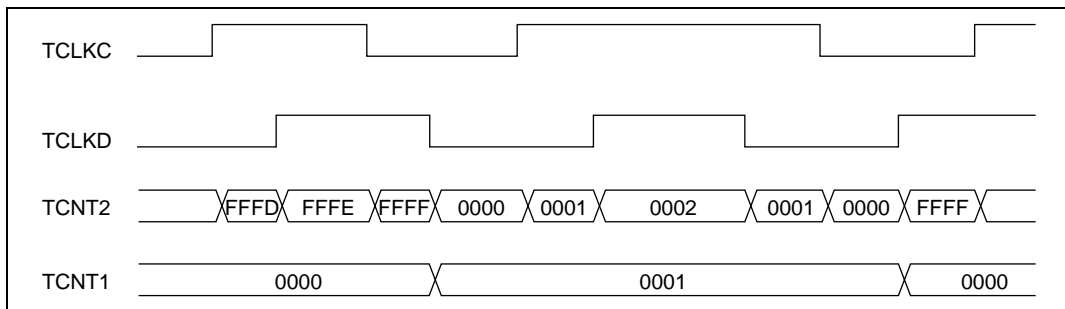 TCLKC
TCLKD
TCNT2 FFFD FFFE FFFF 0000 0001 0002 0001 0000 FFFF
TCNT1 0000 0001 0000